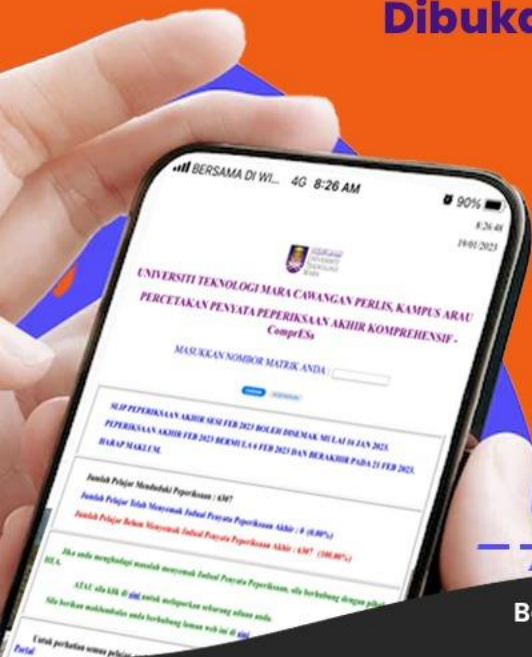 Dibuka
BERSAMA DI WI... 4G 8:26 AM 90%
8:26:48
19/01/2023
UNIVERSITI
TEKNOLOGI
MARA
UNIVERSITI TEKNOLOGI MARA CAWANGAN PERLIS, KAMPUS ARAU
PERCETAKAN PENYATA PEPERIKSAAN AKHIR KOMPREHENSIF -
ComprESs
MASUKKAN NOMBOR MATRIK ANDA :
SLIP PEPERIKSAAN AKHIR SESI FEB 2023 BOLEH DISEMAK MULAI 16 JAN 2023.
PEPERIKSAAN AKHIR FEB 2023 BERMULA 6 FEB 2023 DAN BERAKHIR PADA 21 FEB 2023.
HARAP MAKLUM.
Jumlah Pelajar Menduduki Peperiksaan : 6307
Jumlah Pelajar Telah Menyemak Jadual Penyata Peperiksaan Akhir : 0 (0.00%)
Jumlah Pelajar Belum Menyemak Jadual Penyata Peperiksaan Akhir : 6307 (100.00%)
Jika anda menghadapi masalah menyemak Jadual Penyata Peperiksaan, sila berhubung dengan pihak
HEA.
ATAU sila klik di sini untuk melaporkan sebarang aduan anda.
Sila berikan maklumbalas anda berhubung laman web ini di sini
Untuk perhatian semua pelajar